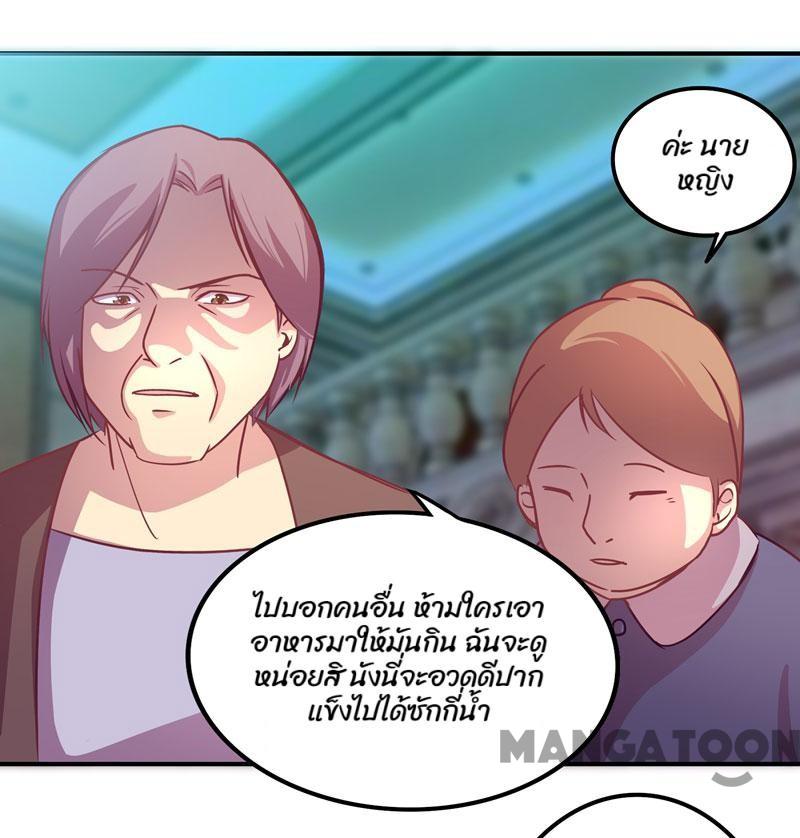 ค่ะ นาย
หญิง
ไปบอกคนอื่น ห้ามใครเอา
อาหารมาให้มันกิน ฉันจะดู
หน่อยสิ นังนี่จะอวดดีปาก
แข็งไปได้ซักกี่น้ำ
MANGATOON